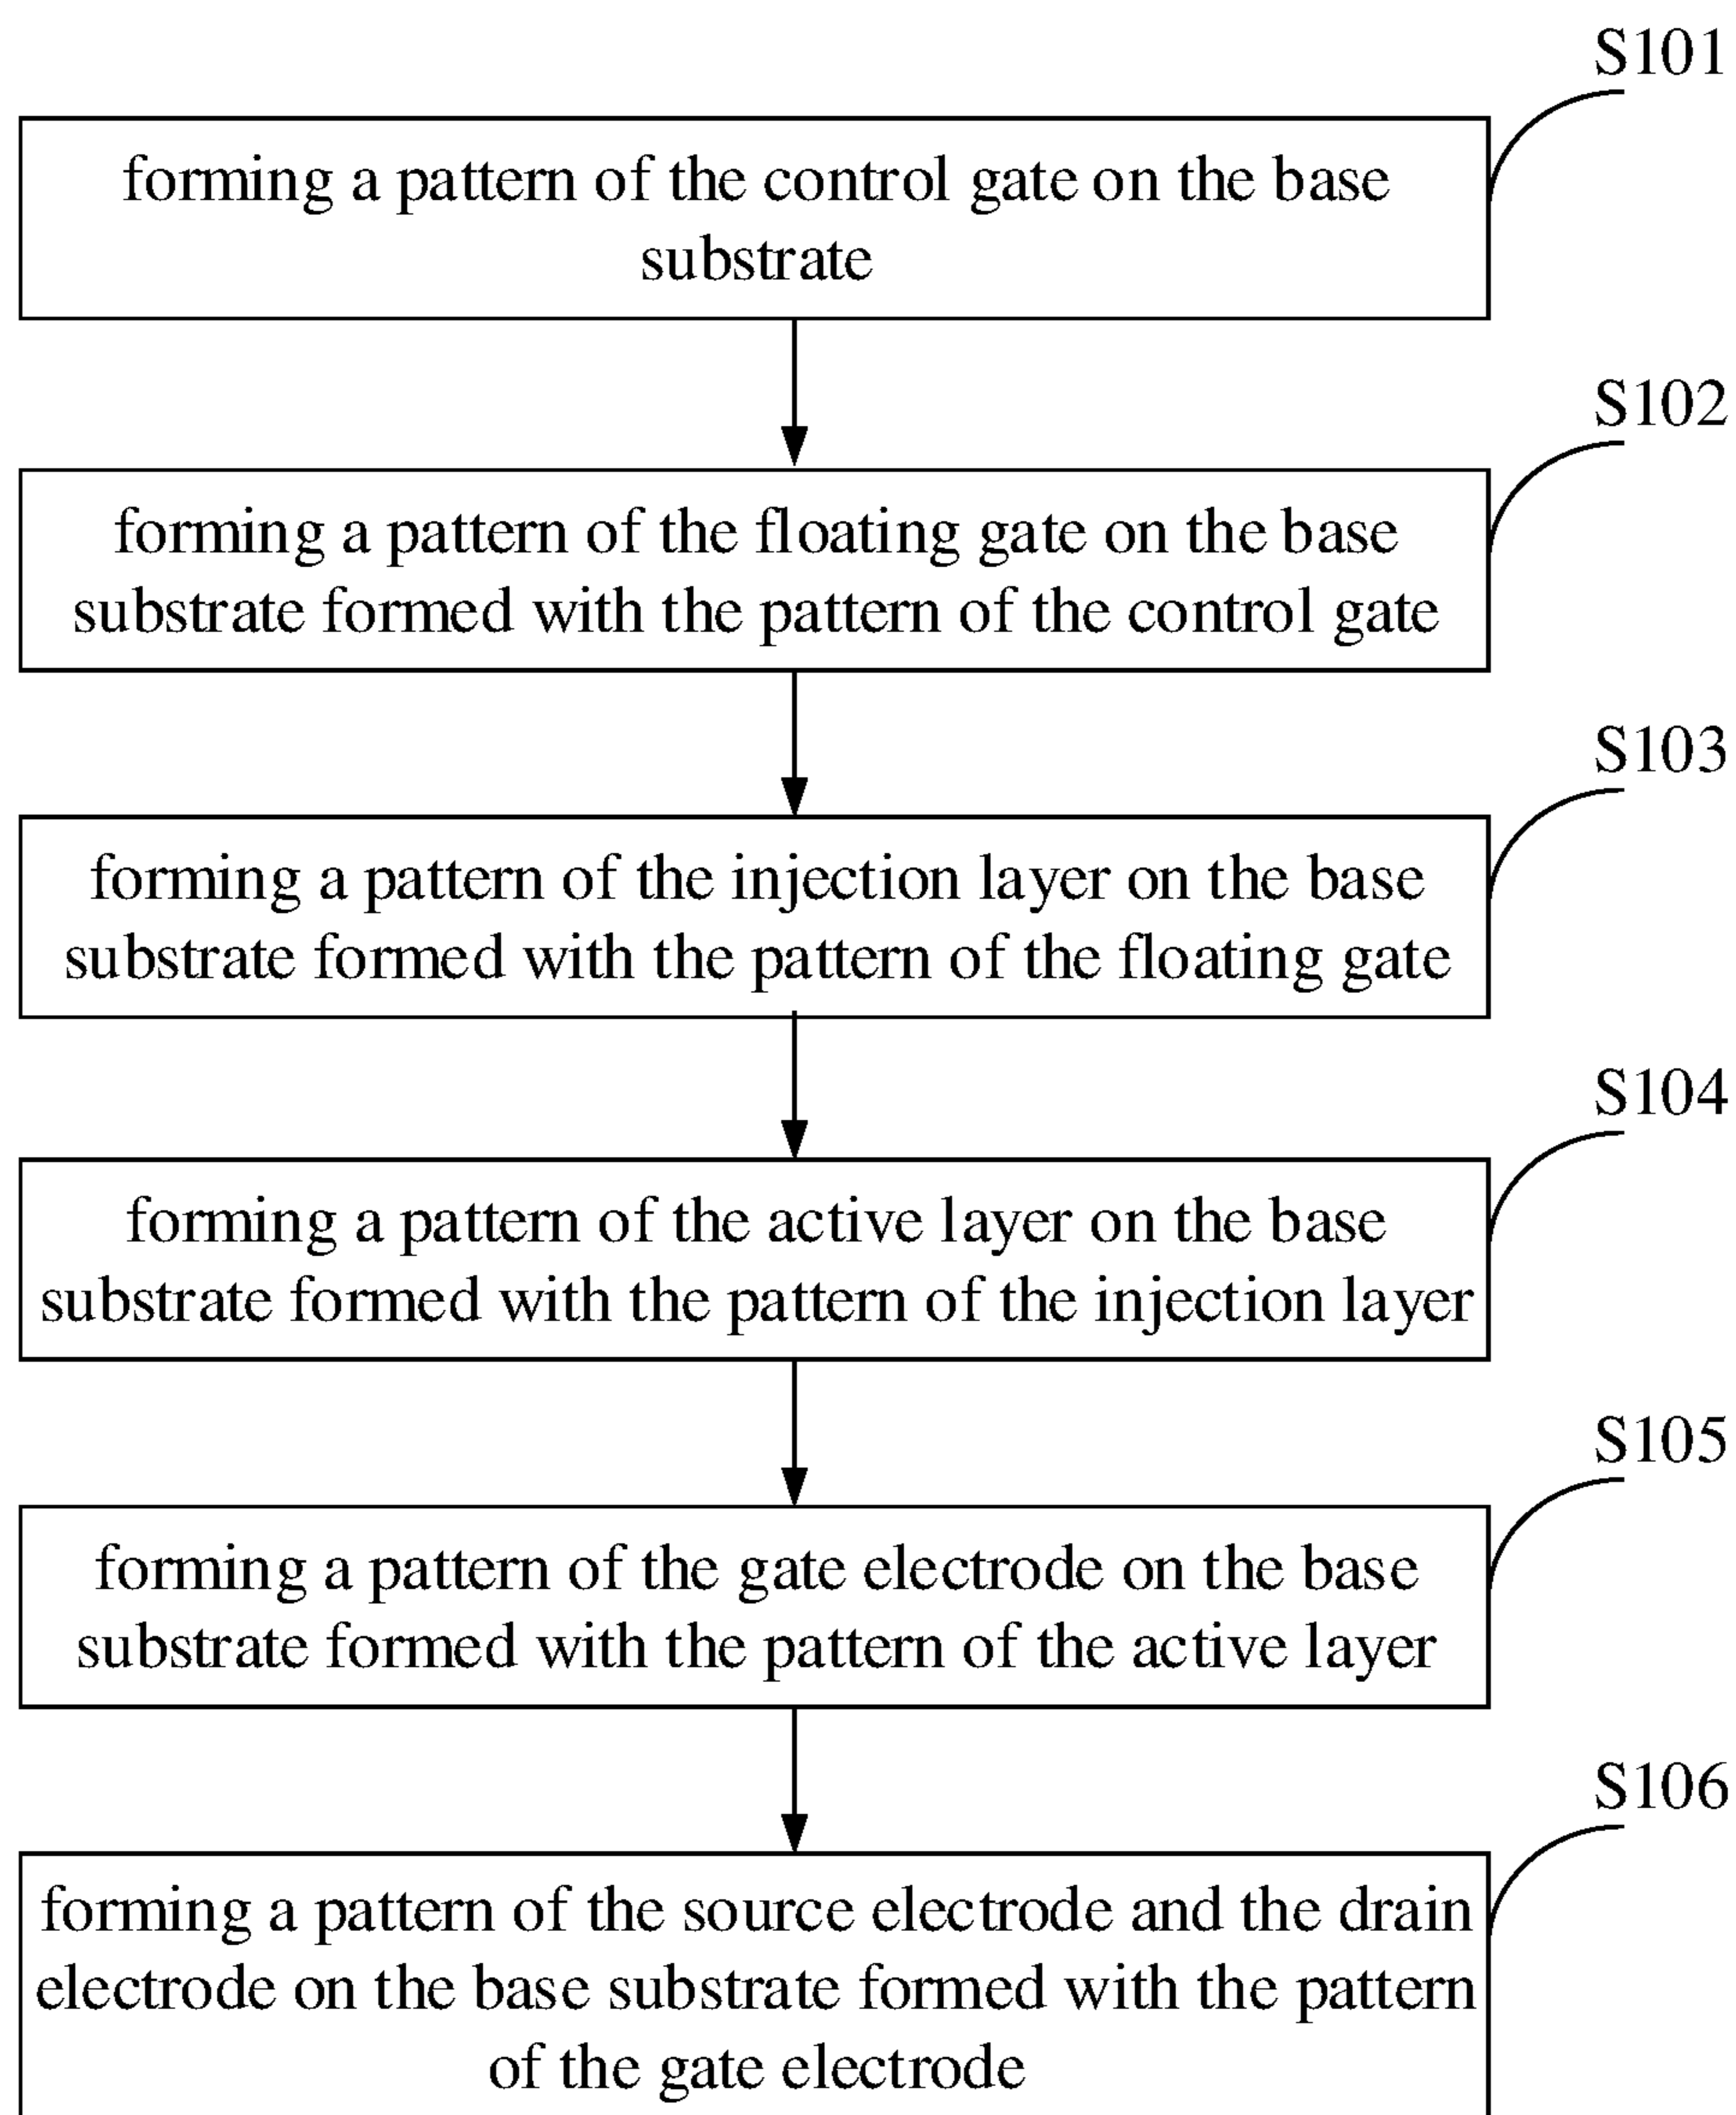 S101
forming a pattern of the control gate on the base
substrate
S102
forming a pattern of the floating gate on the base
substrate formed with the pattern of the control gate
S103
forming a pattern of the injection layer on the base
substrate formed with the pattern of the floating gate
S104
forming a pattern of the active layer on the base
substrate formed with the pattern of the injection layer
S105
forming a pattern of the gate electrode on the base
substrate formed with the pattern of the active layer
S106
forming a pattern of the source electrode and the drain
electrode on the base substrate formed with the pattern
of the gate electrode